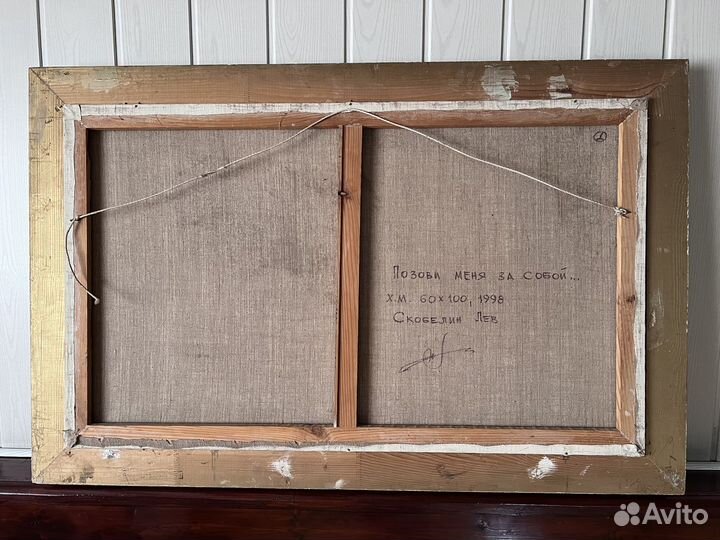 Позови меня за собой...
х.м. 60х100, 1998
Скобелин Лев
Avito